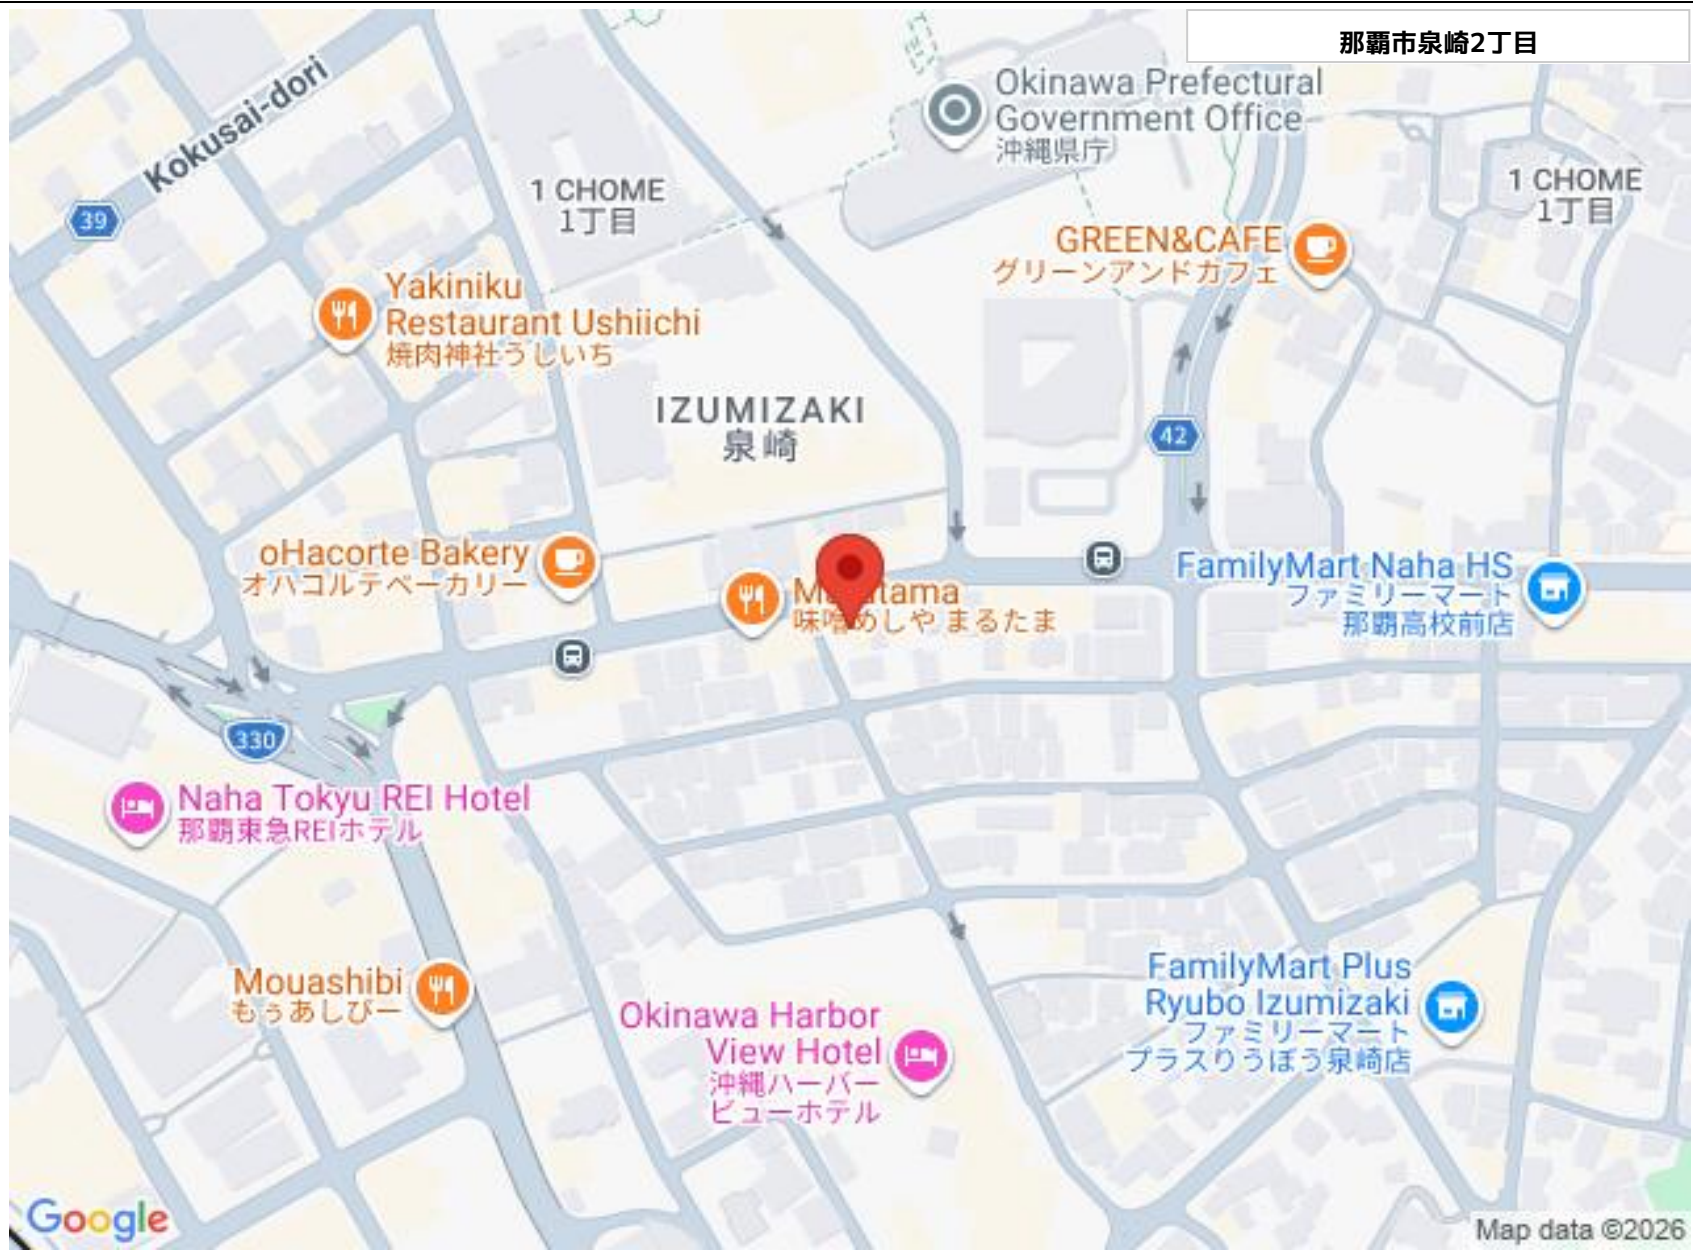 那覇市泉崎2丁目
Kokusai-dori
39
1 CHOME
1丁目
Okinawa Prefectural
Government Office
沖縄県庁
1 CHOME
1丁目
GREEN&CAFE
グリーンアンドカフェ
Yakiniku
Restaurant Ushiichi
焼肉神社うしいち
IZUMIZAKI
泉崎
42
oHacorte Bakery
オハコルテベーカリー
味噌めしや まるたま
FamilyMart Naha HS
ファミリーマート
那覇高校前店
330
Naha Tokyu REI Hotel
那覇東急REIホテル
Mouashibi
もぅあしびー
Okinawa Harbor
View Hotel
沖縄ハーバー
ビューホテル
FamilyMart Plus
Ryubo Izumizaki
ファミリーマート
プラスりうぼう泉崎店
Google
Map data ©2026